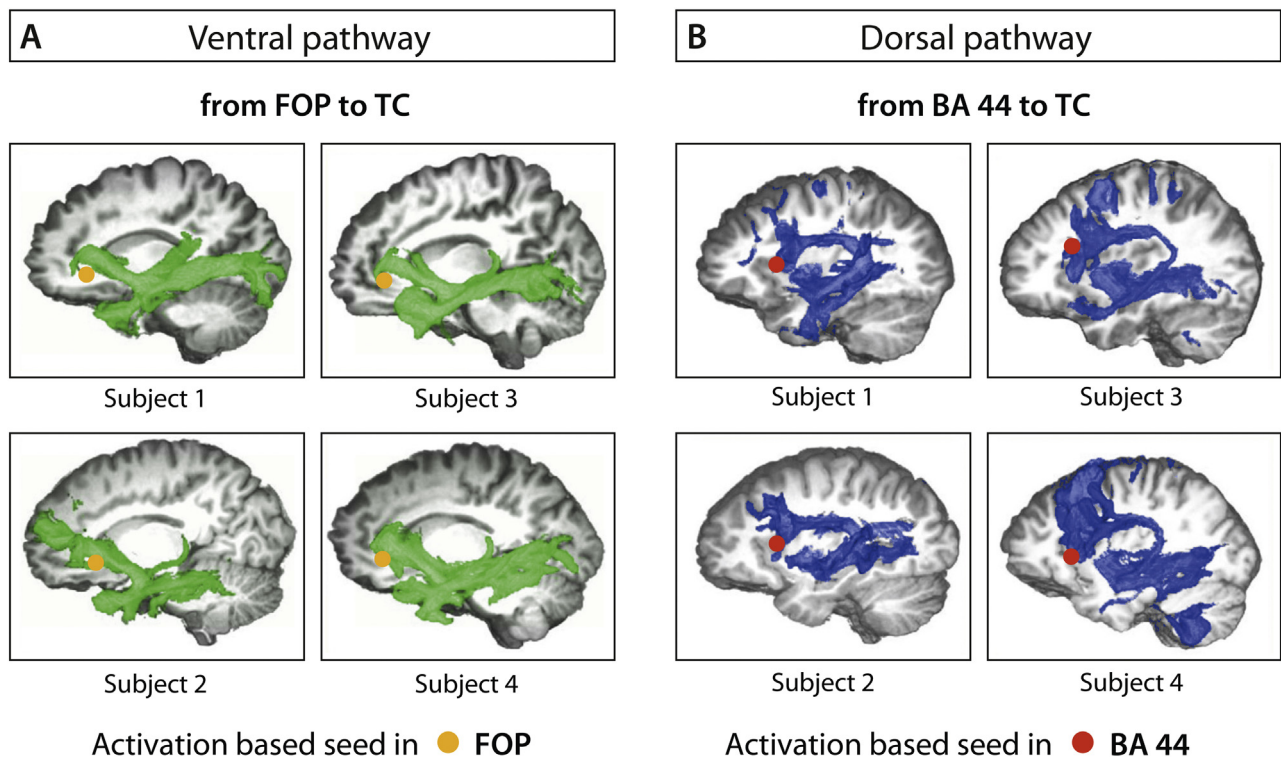 A Ventral pathway
from FOP to TC
Subject 1
Subject 3
Subject 2
Subject 4
Activation based seed in FOP
B Dorsal pathway
from BA 44 to TC
Subject 1
Subject 3
Subject 2
Subject 4
Activation based seed in BA 44